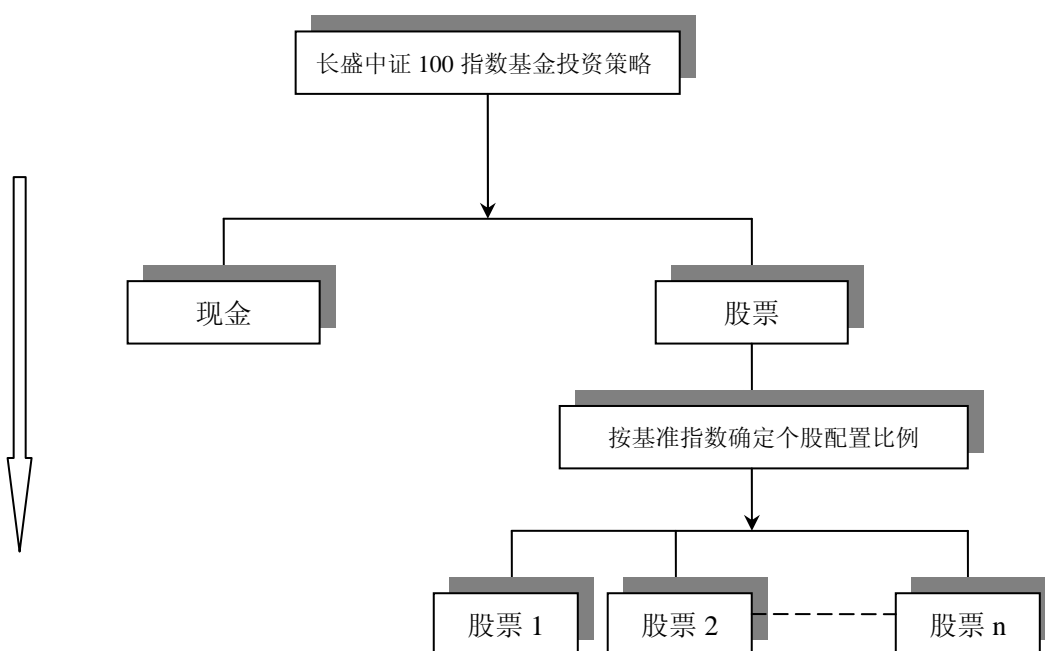 长盛中证 100 指数基金投资策略
现金
股票
按基准指数确定个股配置比例
股票 1
股票 2
股票 n